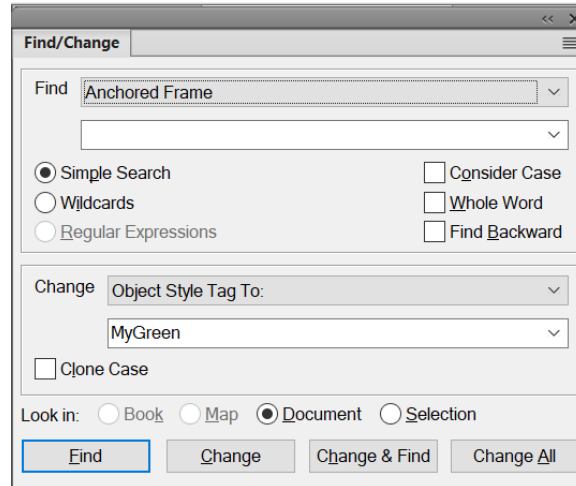 Find/Change
Find Anchored Frame
Simple Search Consider Case
Wildcards Whole Word
Regular Expressions Find Backward
Change Object Style Tag To:
MyGreen
Clone Case
Look in: Book Map Document Selection
Find Change Change & Find Change All